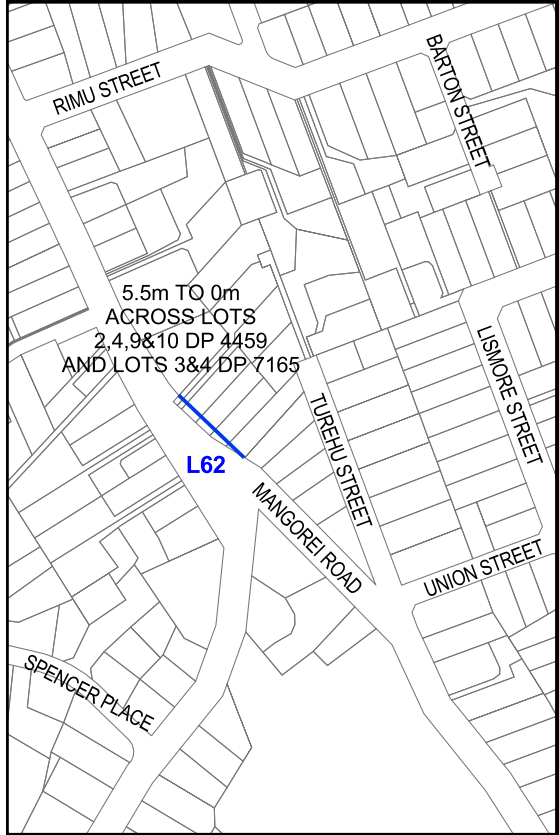 RIMU STREET
BARTON STREET
5.5m TO 0m
ACROSS LOTS
2,4,9&10 DP 4459
AND LOTS 3&4 DP 7165
LISMORE STREET
TUREHU STREET
L62
MANGOREI ROAD
UNION STREET
SPENCER PLACE